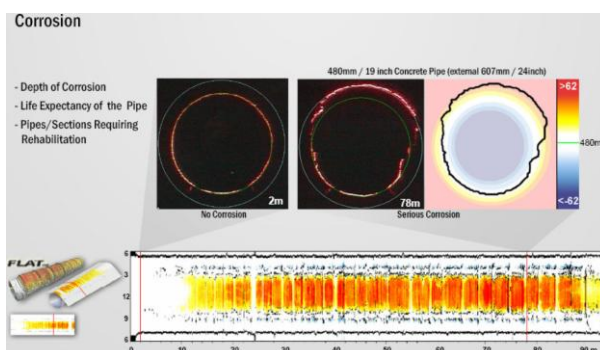 Corrosion
480mm / 19 inch Concrete Pipe (external 607mm / 24inch)
- Depth of Corrosion
- Life Expectancy of the Pipe
- Pipes/Sections Requiring
Rehabilitation
>62
480m
<-62
2m
78m
No Corrosion
Serious Corrosion
FLAT
6
3
12
9
6
0
10
20
30
40
50
60
70
80
90 m